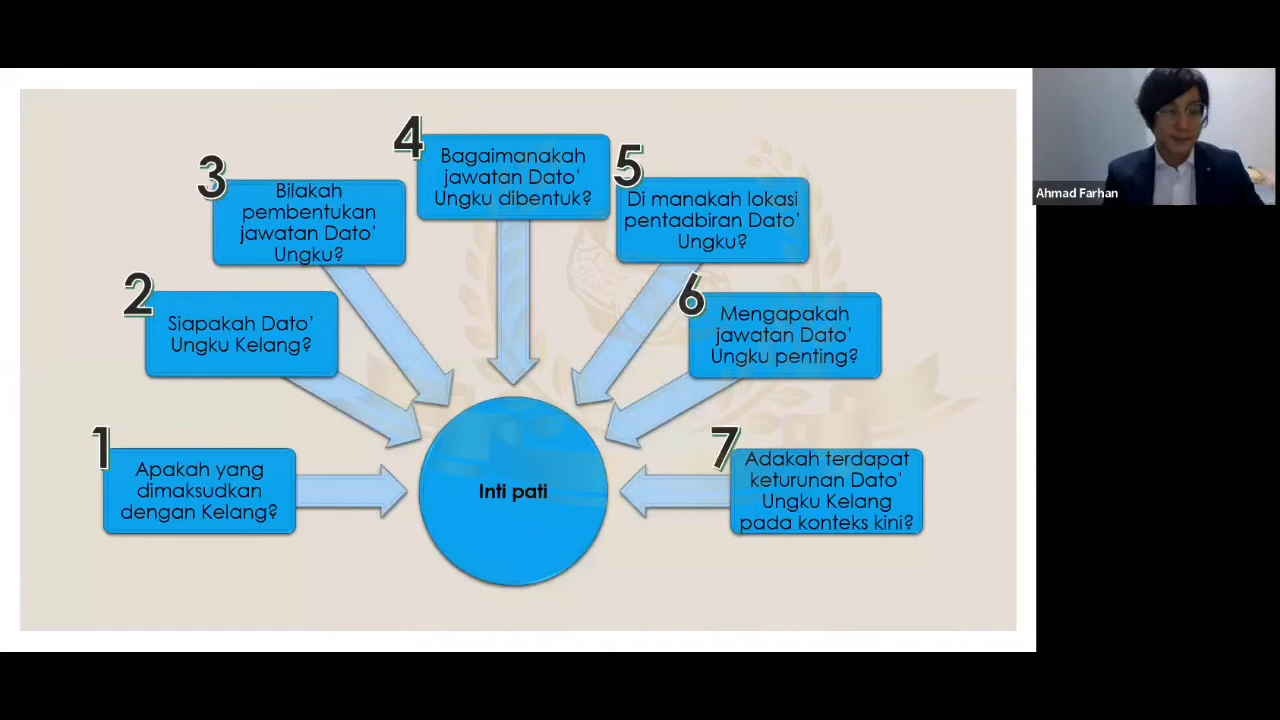 1
Apakah yang
dimaksudkan
dengan Kelang?
2
Siapakah Dato'
Ungku Kelang?
3
Bilakah
pembentukan
jawatan Dato'
Ungku?
4
Bagaimanakah
jawatan Dato'
Ungku dibentuk?
5
Di manakah lokasi
pentadbiran Dato'
Ungku?
6
Mengapakah
jawatan Dato'
Ungku penting?
7
Adakah terdapat
keturunan Dato'
Ungku Kelang
pada konteks kini?
Inti pati
Ahmad Farhan